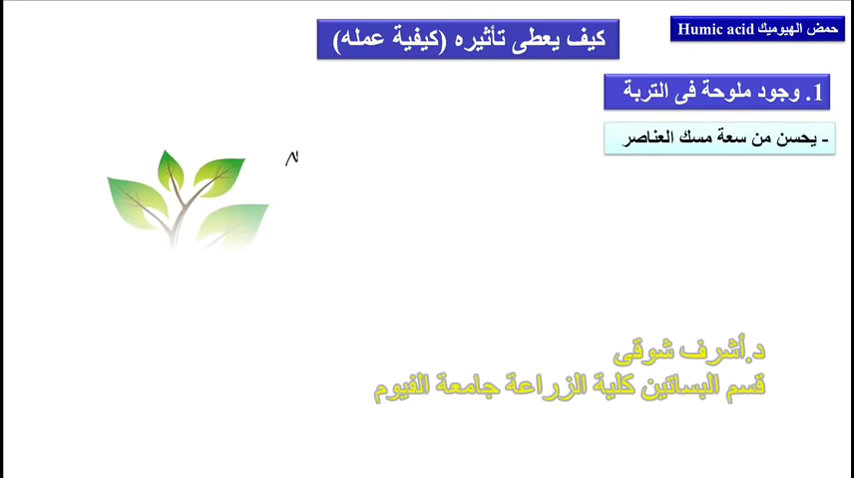 حمض الهيوميك Humic acid
كيف يعطى تأثيره (كيفية عمله)
1. وجود ملوحة فى التربة
- يحسن من سعة مسك العناصر
د.أشرف شوقى
قسم البساتين كلية الزراعة جامعة الفيوم